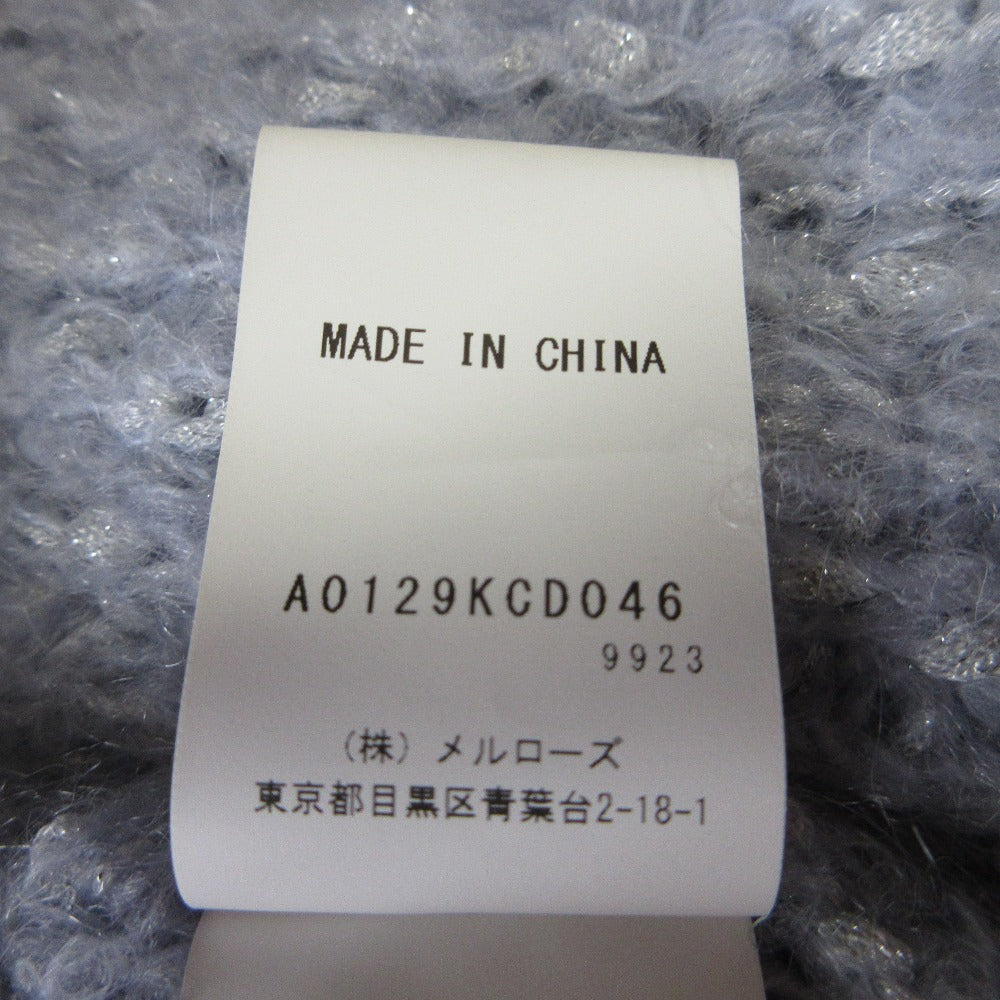 MADE IN CHINA
A0129KCD046
9923
（株）メルローズ
東京都目黒区青葉台2-18-1